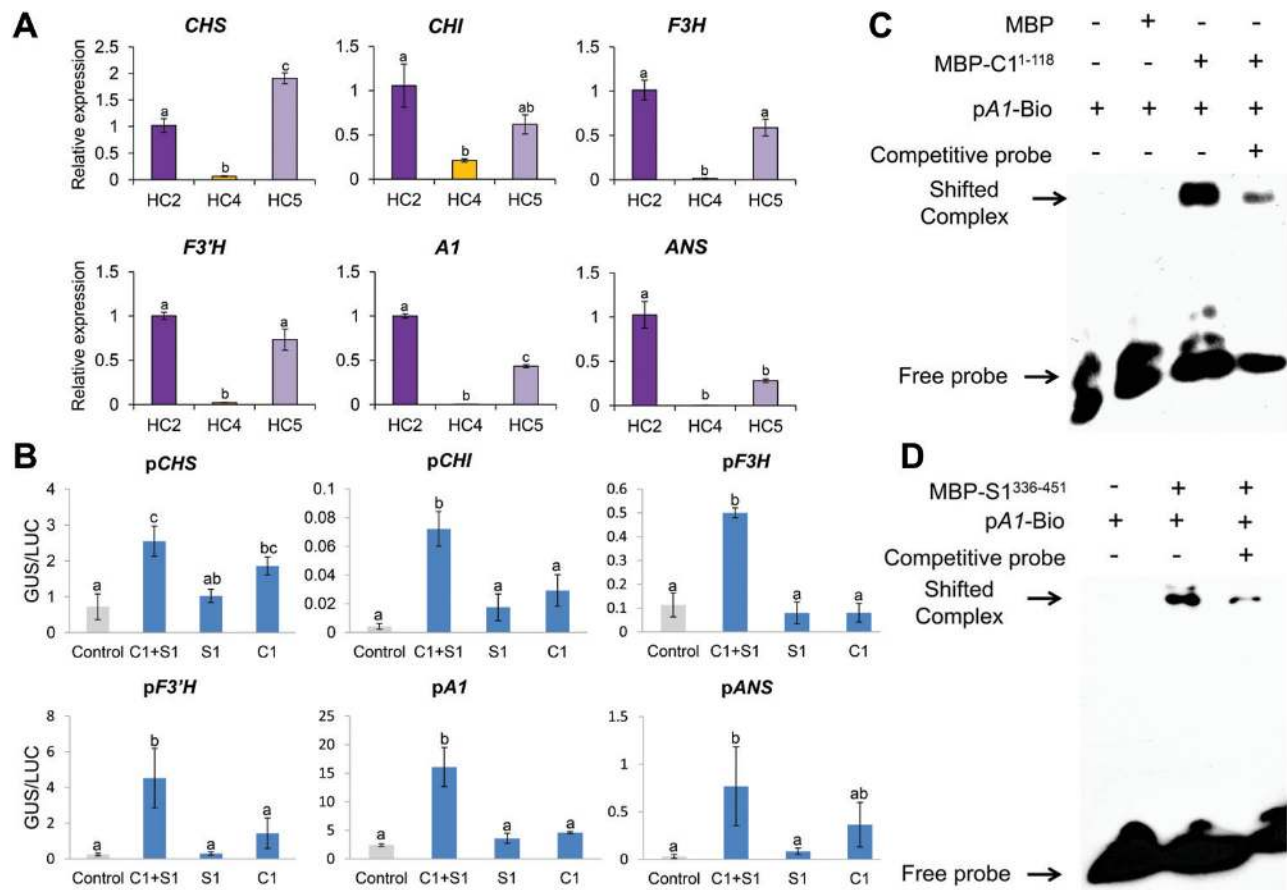 A
CHS
CHI
F3H
Relative expression
2.5
2
1.5
1
0.5
0
a
b
c
HC2
HC4
HC5
1.5
1
0.5
0
a
b
ab
HC2
HC4
HC5
1.5
1
0.5
0
a
b
a
HC2
HC4
HC5
F3'H
A1
ANS
Relative expression
1.5
1
0.5
0
a
b
a
HC2
HC4
HC5
1.5
1
0.5
0
a
b
c
HC2
HC4
HC5
1.5
1
0.5
0
a
b
b
HC2
HC4
HC5
B
pCHS
pCHI
pF3H
GUS/LUC
4
3
2
1
0
a
c
ab
bc
Control
C1+S1
S1
C1
0.1
0.08
0.06
0.04
0.02
0
a
b
a
a
Control
C1+S1
S1
C1
0.6
0.5
0.4
0.3
0.2
0.1
0
a
b
a
a
Control
C1+S1
S1
C1
pF3'H
pA1
pANS
GUS/LUC
8
6
4
2
0
a
b
a
a
Control
C1+S1
S1
C1
25
20
15
10
5
0
a
b
a
a
Control
C1+S1
S1
C1
1.5
1
0.5
0
a
b
a
ab
Control
C1+S1
S1
C1
C
MBP - + - -
MBP-C1¹⁻¹¹⁸ - - + +
pA1-Bio + + + +
Competitive probe - - - +
Shifted
Complex
Free probe
D
MBP-S1³³⁶⁻⁴⁵¹ - + +
pA1-Bio + + +
Competitive probe - - +
Shifted
Complex
Free probe